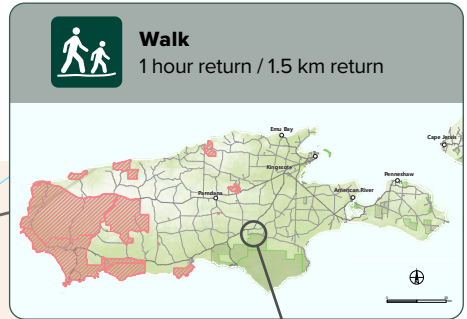 Walk
1 hour return / 1.5 km return
Emu Bay
Cape Jervis
Kingscote
Penneshaw
Parndana
American River